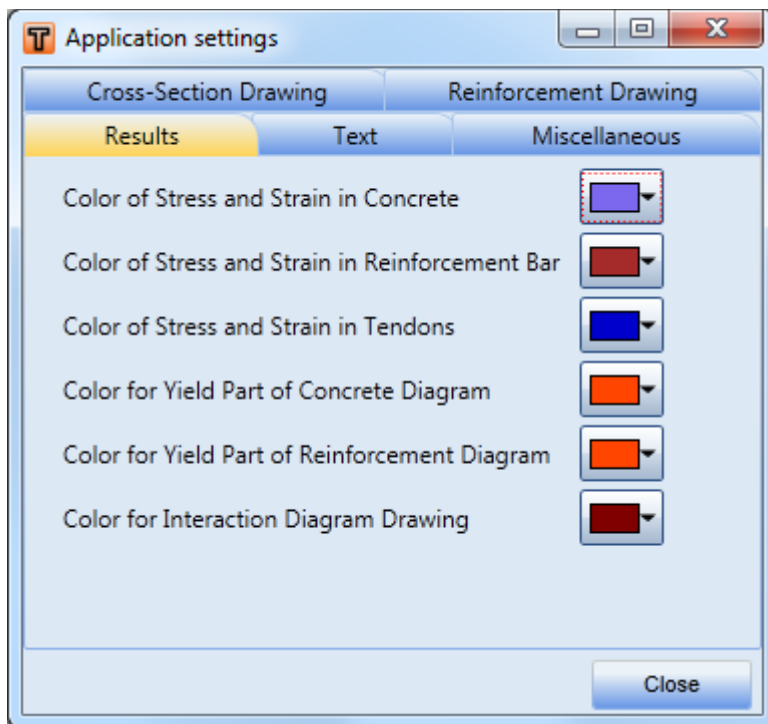 Application settings
Cross-Section Drawing Reinforcement Drawing
Results Text Miscellaneous
Color of Stress and Strain in Concrete
Color of Stress and Strain in Reinforcement Bar
Color of Stress and Strain in Tendons
Color for Yield Part of Concrete Diagram
Color for Yield Part of Reinforcement Diagram
Color for Interaction Diagram Drawing
Close